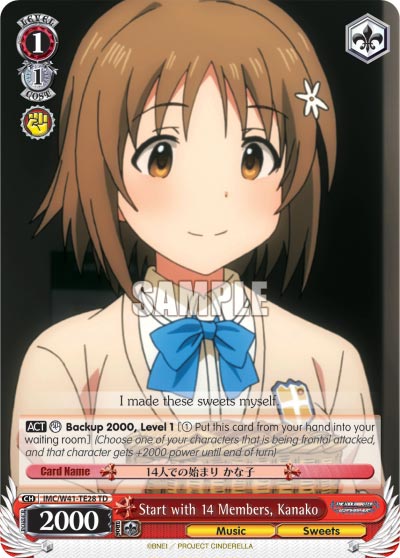 LEVEL
1
1
COST
SAMPLE
I made these sweets myself.
ACT Backup 2000, Level 1 [① Put this card from your hand into your
waiting room] (Choose one of your characters that is being frontal attacked,
and that character gets +2000 power until end of turn)
Card Name
14人での始まり かな子
CH IMC/W41-TE28 TD
2000
Start with 14 Members, Kanako
Music
Sweets
©BNEI / PROJECT CINDERELLA